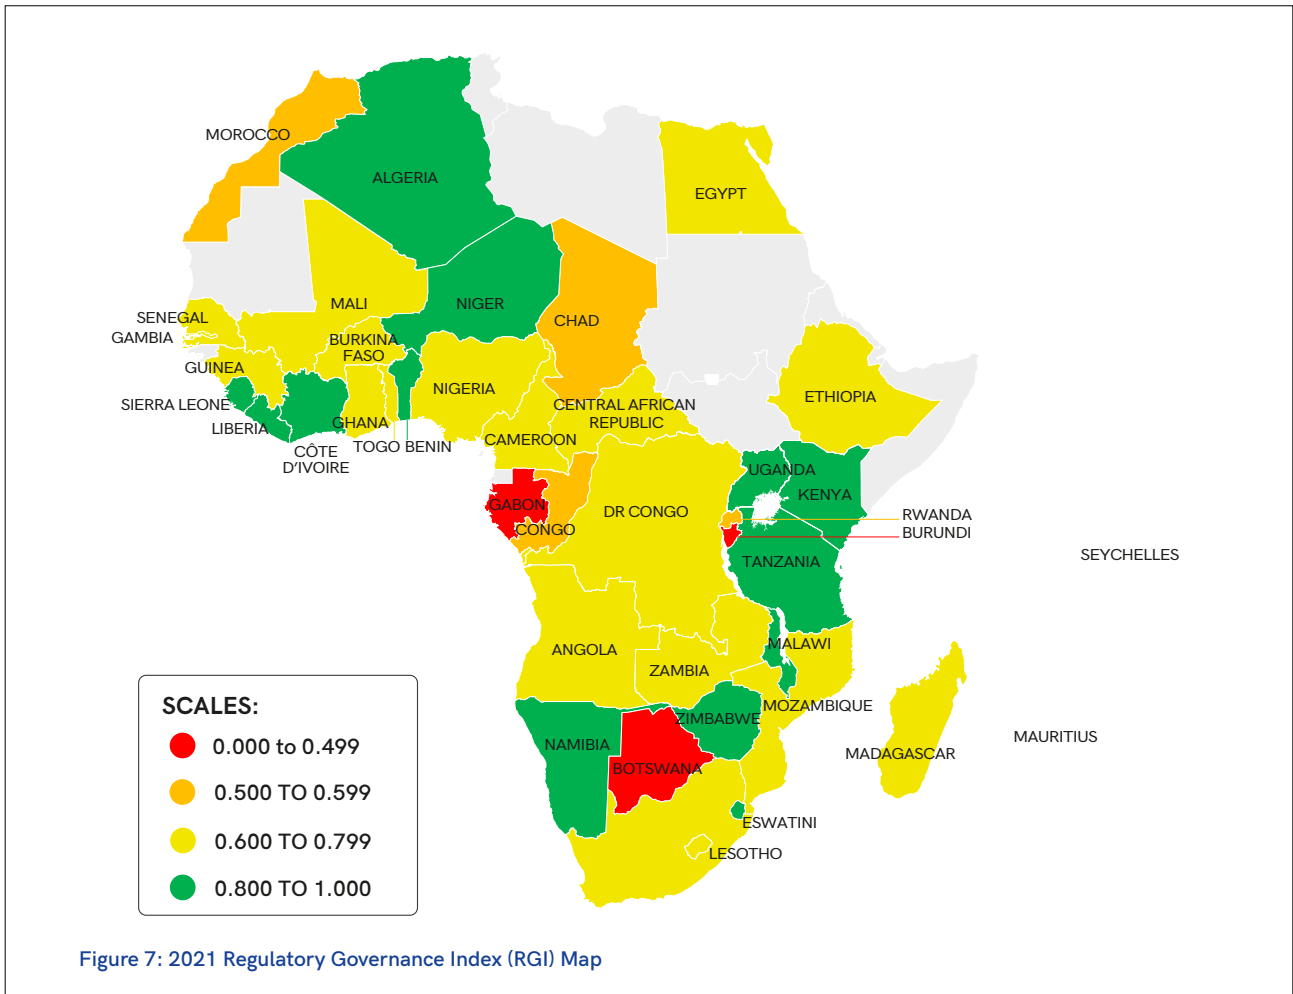 MOROCCO
ALGERIA
EGYPT
MALI
NIGER
CHAD
SENEGAL
GAMBIA
BURKINA
FASO
GUINEA
NIGERIA
ETHIOPIA
SIERRA LEONE
LIBERIA
GHANA
CENTRAL AFRICAN
REPUBLIC
CÔTE
D'IVOIRE
TOGO
BENIN
CAMEROON
UGANDA
KENYA
GABON
CONGO
DR CONGO
RWANDA
BURUNDI
SEYCHELLES
TANZANIA
ANGOLA
MALAWI
ZAMBIA
MOZAMBIQUE
ZIMBABWE
NAMIBIA
BOTSWANA
MADAGASCAR
MAURITIUS
ESWATINI
LESOTHO
SCALES:
0.000 to 0.499
0.500 TO 0.599
0.600 TO 0.799
0.800 TO 1.000
Figure 7: 2021 Regulatory Governance Index (RGI) Map